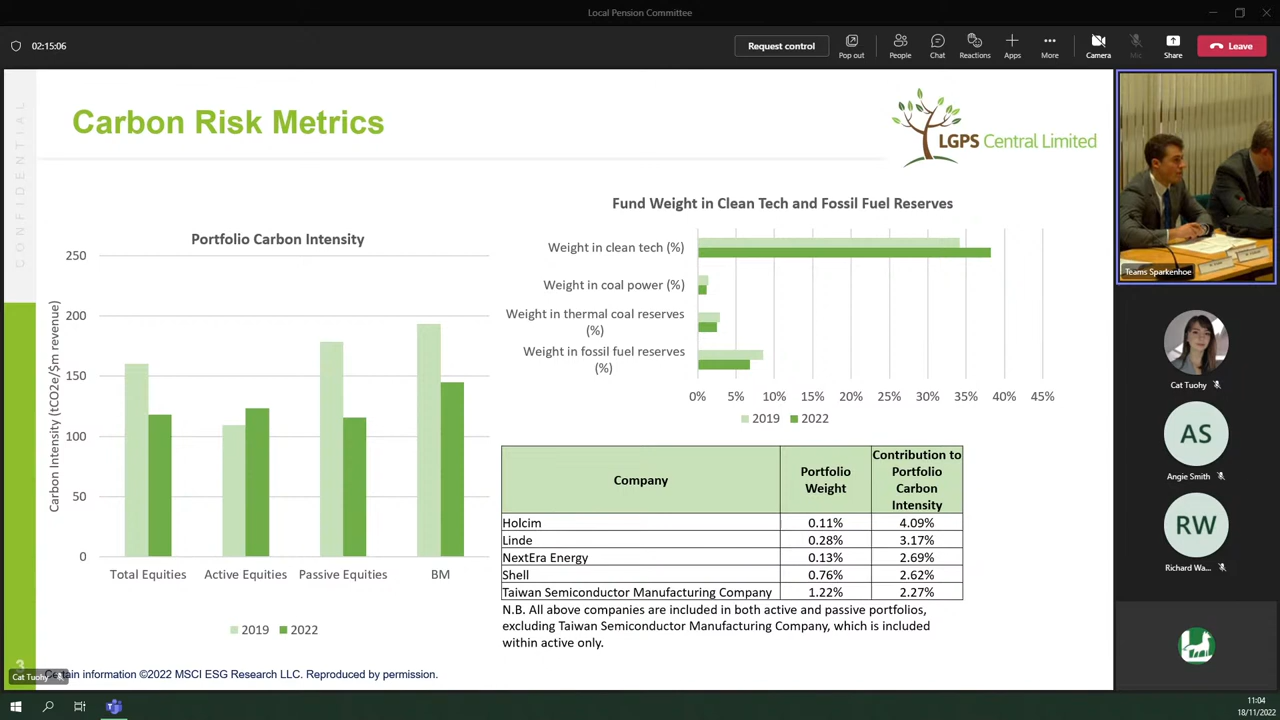 Local Pension Committee
02:15:06
Request control
Pop out
People
Chat
Reactions
Apps
More
Camera
Mic
Share
Leave
CONFIDENTIAL
Carbon Risk Metrics
LGPS Central Limited
Portfolio Carbon Intensity
Carbon Intensity (tCO2e/$m revenue)
250
200
150
100
50
0
Total Equities
Active Equities
Passive Equities
BM
2019
2022
Fund Weight in Clean Tech and Fossil Fuel Reserves
Weight in clean tech (%)
Weight in coal power (%)
Weight in thermal coal reserves
(%)
Weight in fossil fuel reserves
(%)
0% 5% 10% 15% 20% 25% 30% 35% 40% 45%
2019
2022
Company
Portfolio
Weight
Contribution to
Portfolio
Carbon
Intensity
Holcim 0.11% 4.09%
Linde 0.28% 3.17%
NextEra Energy 0.13% 2.69%
Shell 0.76% 2.62%
Taiwan Semiconductor Manufacturing Company 1.22% 2.27%
N.B. All above companies are included in both active and passive portfolios,
excluding Taiwan Semiconductor Manufacturing Company, which is included
within active only.
3
Cat Tuohy
Certain information ©2022 MSCI ESG Research LLC. Reproduced by permission.
Teams Sparkenhoe
Cat Tuohy
AS
Angie Smith
RW
Richard Wa...
11:04
18/11/2022